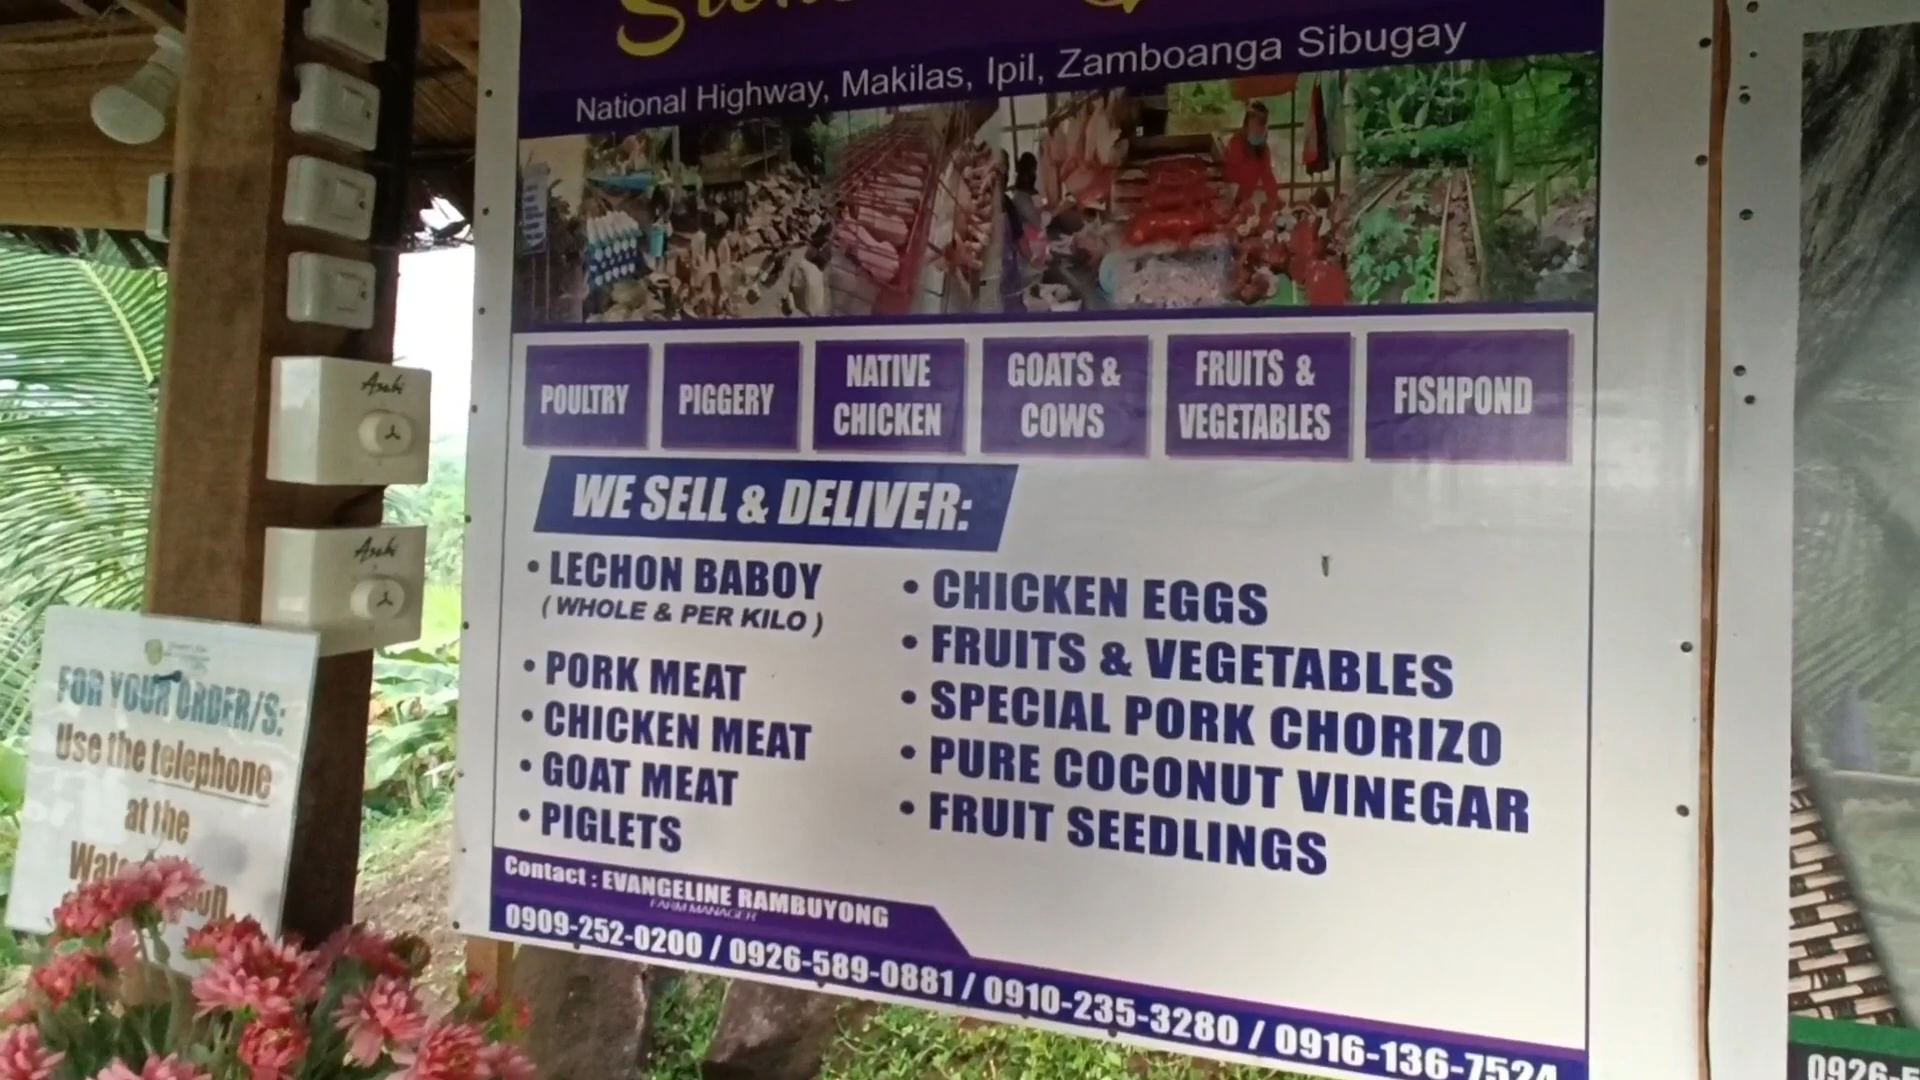 National Highway, Makilas, Ipil, Zamboanga Sibugay
POULTRY
PIGGERY
NATIVE
CHICKEN
GOATS &
COWS
FRUITS &
VEGETABLES
FISHPOND
WE SELL & DELIVER:
• LECHON BABOY
( WHOLE & PER KILO )
• PORK MEAT
• CHICKEN MEAT
• GOAT MEAT
• PIGLETS
• CHICKEN EGGS
• FRUITS & VEGETABLES
• SPECIAL PORK CHORIZO
• PURE COCONUT VINEGAR
• FRUIT SEEDLINGS
Contact : EVANGELINE RAMBUYONG
FARM MANAGER
0909-252-0200 / 0926-589-0881 / 0910-235-3280 / 0916-136-7524
Asahi
Asahi
FOR YOUR ORDER/S:
Use the telephone
at the